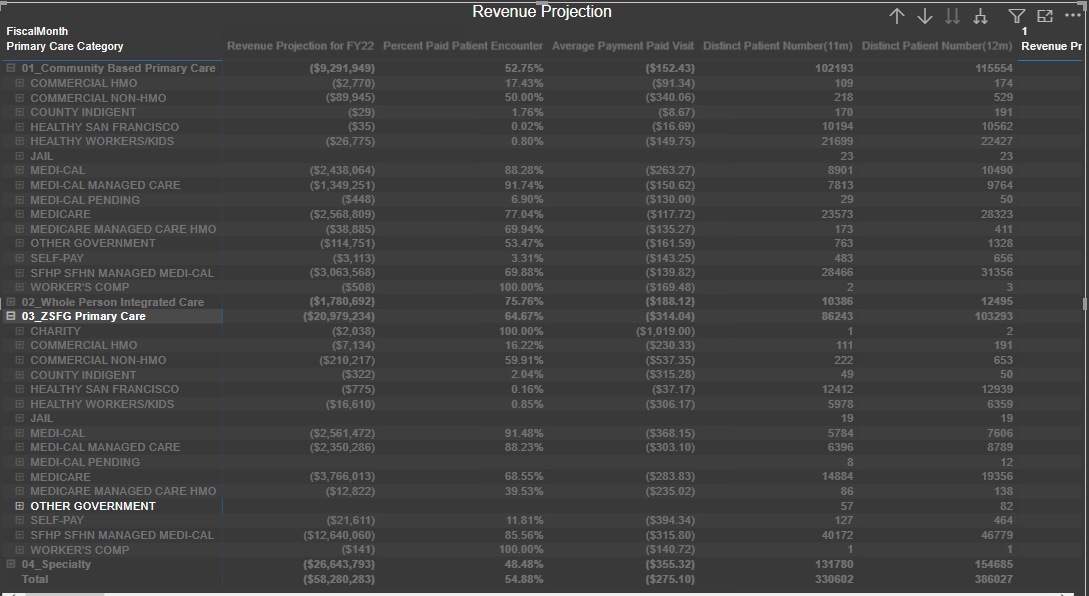 Revenue Projection
FiscalMonth 1
Primary Care Category Revenue Projection for FY22 Percent Paid Patient Encounter Average Payment Paid Visit Distinct Patient Number(11m) Distinct Patient Number(12m) Revenue Pr
01_Community Based Primary Care ($9,291,949) 52.75% ($152.43) 102193 115554
COMMERCIAL HMO ($2,770) 17.43% ($91.34) 109 174
COMMERCIAL NON-HMO ($89,945) 50.00% ($340.06) 218 529
COUNTY INDIGENT ($29) 1.76% ($8.67) 170 191
HEALTHY SAN FRANCISCO ($35) 0.02% ($16.69) 10194 10562
HEALTHY WORKERS/KIDS ($26,775) 0.80% ($149.75) 21699 22427
JAIL 23 23
MEDI-CAL ($2,438,064) 88.28% ($263.27) 8901 10490
MEDI-CAL MANAGED CARE ($1,349,251) 91.74% ($150.62) 7813 9764
MEDI-CAL PENDING ($448) 6.90% ($130.00) 29 50
MEDICARE ($2,568,809) 77.04% ($117.72) 23573 28323
MEDICARE MANAGED CARE HMO ($38,885) 69.94% ($135.27) 173 411
OTHER GOVERNMENT ($114,751) 53.47% ($161.59) 763 1328
SELF-PAY ($3,113) 3.31% ($143.25) 483 656
SFHP SFHN MANAGED MEDI-CAL ($3,063,568) 69.88% ($139.82) 28466 31356
WORKER'S COMP ($508) 100.00% ($169.48) 2 3
02_Whole Person Integrated Care ($1,780,692) 75.76% ($188.12) 10386 12495
03_ZSFG Primary Care ($20,979,234) 64.67% ($314.04) 86243 103293
CHARITY ($2,038) 100.00% ($1,019.00) 1 2
COMMERCIAL HMO ($7,134) 16.22% ($230.33) 111 191
COMMERCIAL NON-HMO ($210,217) 59.91% ($537.35) 222 653
COUNTY INDIGENT ($322) 2.04% ($315.28) 49 50
HEALTHY SAN FRANCISCO ($775) 0.16% ($37.17) 12412 12939
HEALTHY WORKERS/KIDS ($16,610) 0.85% ($306.17) 5978 6359
JAIL 19 19
MEDI-CAL ($2,561,472) 91.48% ($368.15) 5784 7606
MEDI-CAL MANAGED CARE ($2,350,286) 88.23% ($303.10) 6396 8789
MEDI-CAL PENDING 8 12
MEDICARE ($3,766,013) 68.55% ($283.83) 14884 19356
MEDICARE MANAGED CARE HMO ($12,822) 39.53% ($235.02) 86 138
OTHER GOVERNMENT 57 82
SELF-PAY ($21,611) 11.81% ($394.34) 127 464
SFHP SFHN MANAGED MEDI-CAL ($12,640,060) 85.56% ($315.80) 40172 46779
WORKER'S COMP ($141) 100.00% ($140.72) 1 1
04_Specialty ($26,643,793) 48.48% ($355.32) 131780 154685
Total ($58,280,283) 54.88% ($275.10) 330602 386027